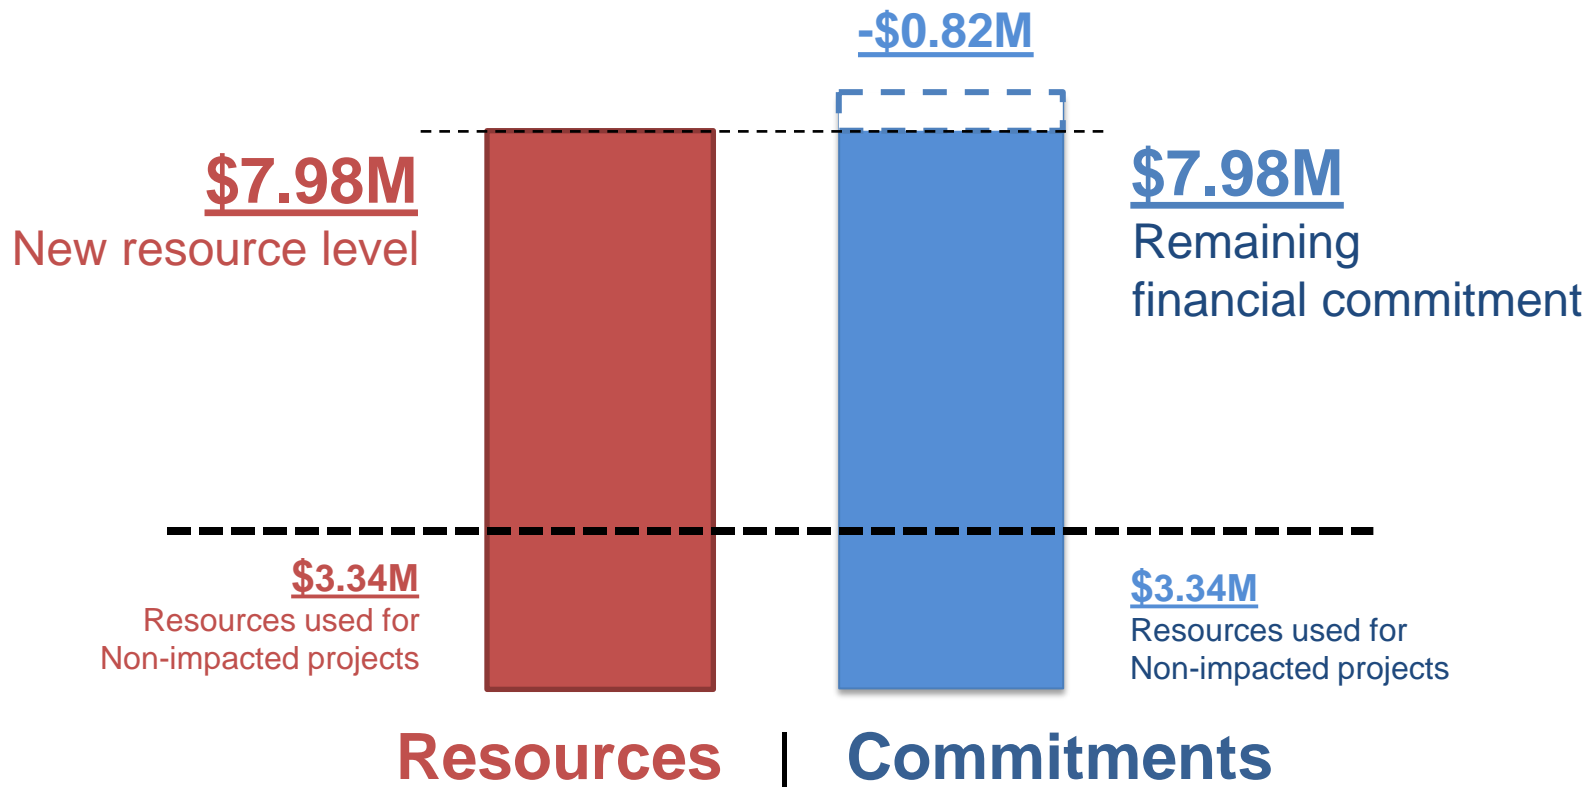 -$0.82M
$7.98M
New resource level
$7.98M
Remaining
financial commitment
$3.34M
Resources used for
Non-impacted projects
$3.34M
Resources used for
Non-impacted projects
Resources | Commitments